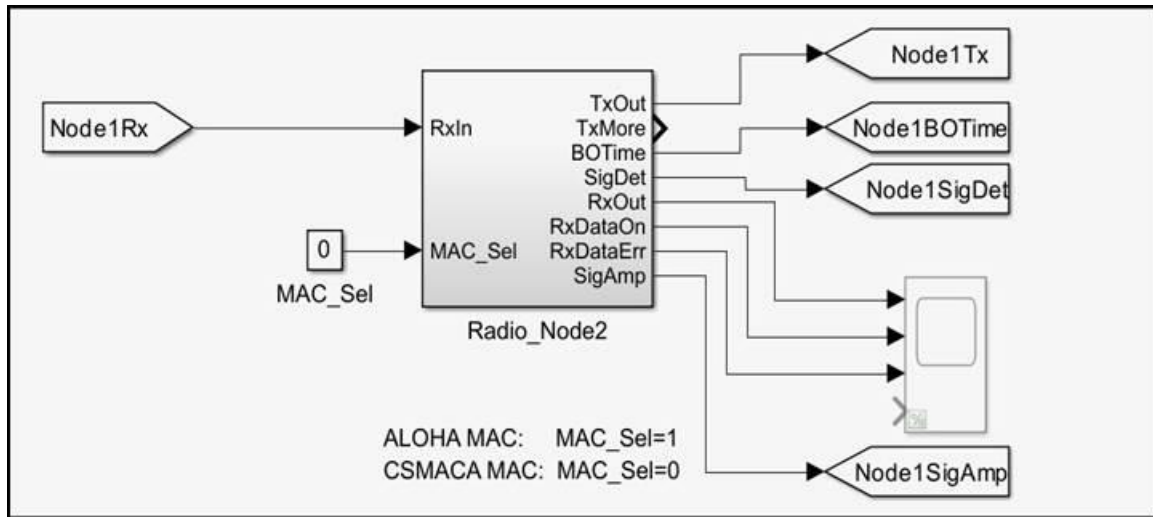 Node1Rx
0
MAC_Sel
RxIn
MAC_Sel
TxOut
TxMore
BOTime
SigDet
RxOut
RxDataOn
RxDataErr
SigAmp
Radio_Node2
Node1Tx
Node1BOTime
Node1SigDet
%
Node1SigAmp
ALOHA MAC: MAC_Sel=1
CSMACA MAC: MAC_Sel=0